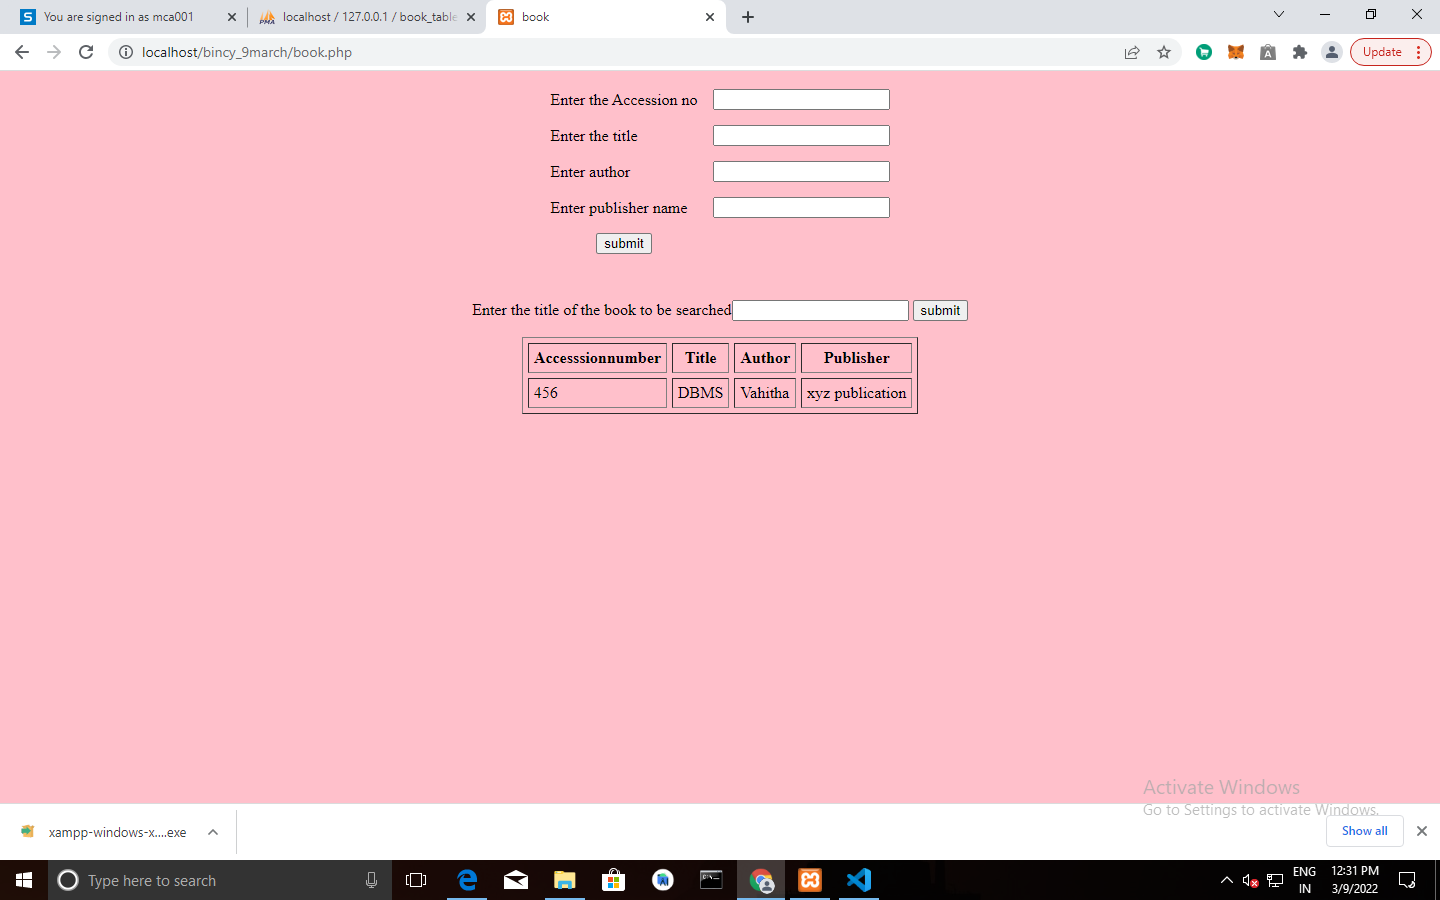 You are signed in as mca001
PMA localhost / 127.0.0.1 / book_table
book
localhost/bincy_9march/book.php
Update
Enter the Accession no
Enter the title
Enter author
Enter publisher name
submit
Enter the title of the book to be searched submit
Accesssionnumber Title Author Publisher
456 DBMS Vahitha xyz publication
Activate Windows
Go to Settings to activate Windows.
xampp-windows-x....exe
Show all
Type here to search
ENG
IN
12:31 PM
3/9/2022